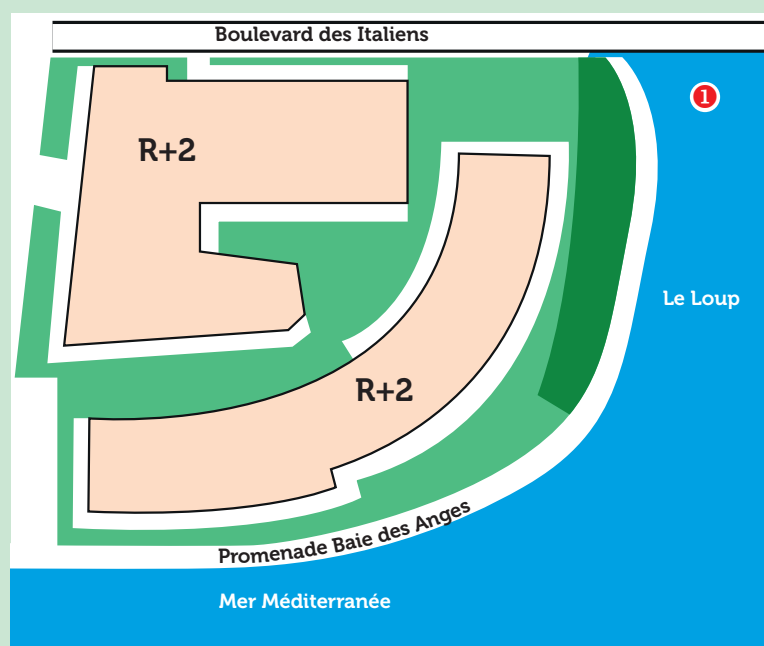 Boulevard des Italiens
1
R+2
Le Loup
R+2
Promenade Baie des Anges
Mer Méditerranée